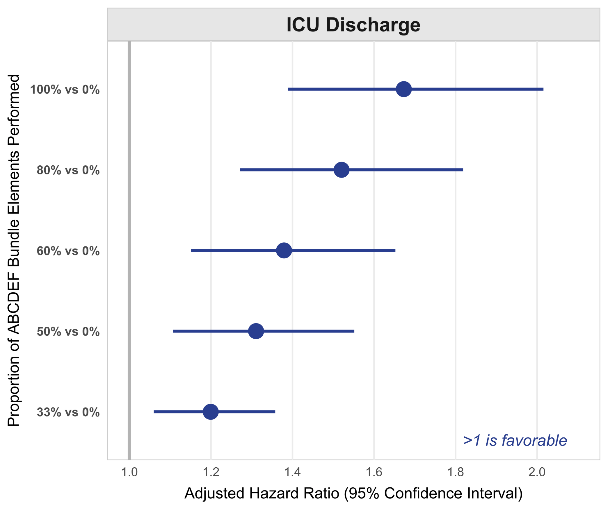 ICU Discharge
Proportion of ABCDEF Bundle Elements Performed
100% vs 0%
80% vs 0%
60% vs 0%
50% vs 0%
33% vs 0%
>1 is favorable
1.0 1.2 1.4 1.6 1.8 2.0
Adjusted Hazard Ratio (95% Confidence Interval)